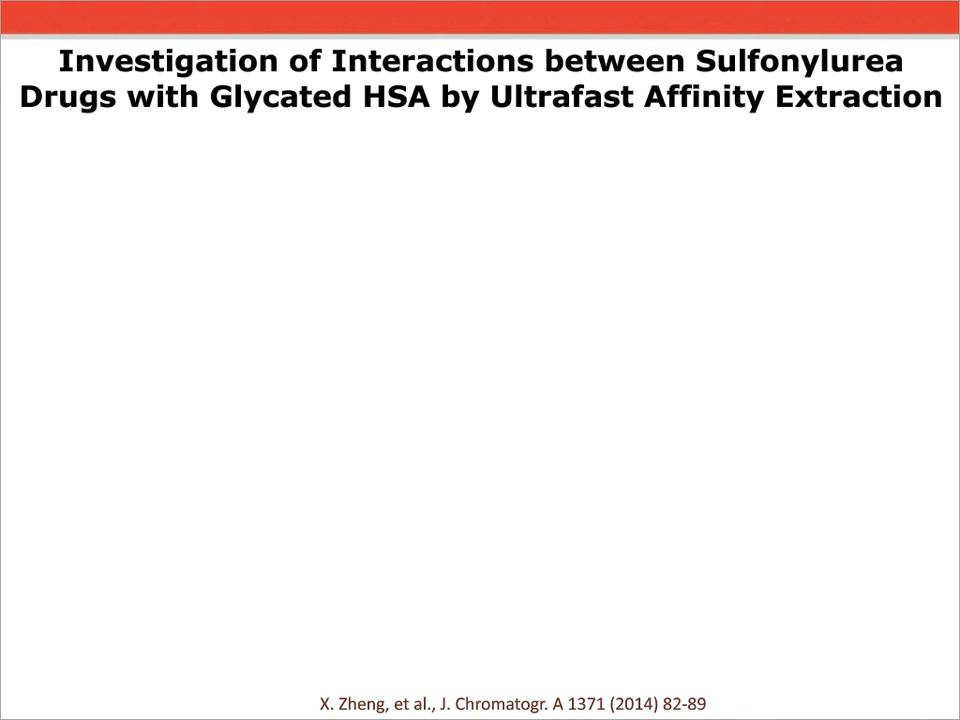 Investigation of Interactions between Sulfonylurea
Drugs with Glycated HSA by Ultrafast Affinity Extraction
X. Zheng, et al., J. Chromatogr. A 1371 (2014) 82-89